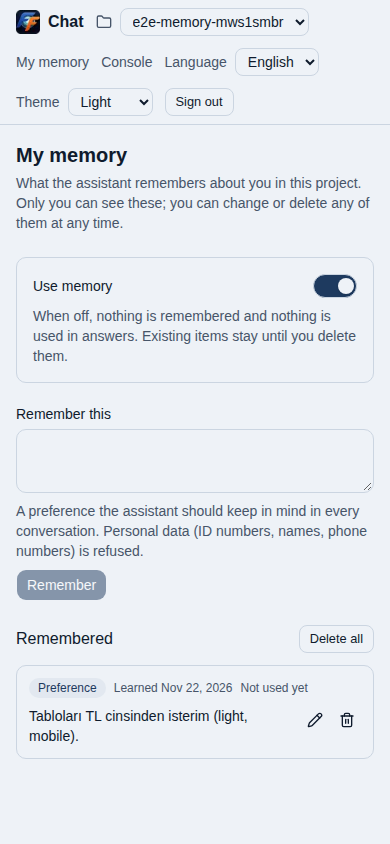 Chat
e2e-memory-mws1smbr
My memory Console Language English
Theme Light Sign out
My memory
What the assistant remembers about you in this project.
Only you can see these; you can change or delete any of
them at any time.
Use memory
When off, nothing is remembered and nothing is
used in answers. Existing items stay until you delete
them.
Remember this
A preference the assistant should keep in mind in every
conversation. Personal data (ID numbers, names, phone
numbers) is refused.
Remember
Remembered
Delete all
Preference Learned Nov 22, 2026 Not used yet
Tabloları TL cinsinden isterim (light,
mobile).